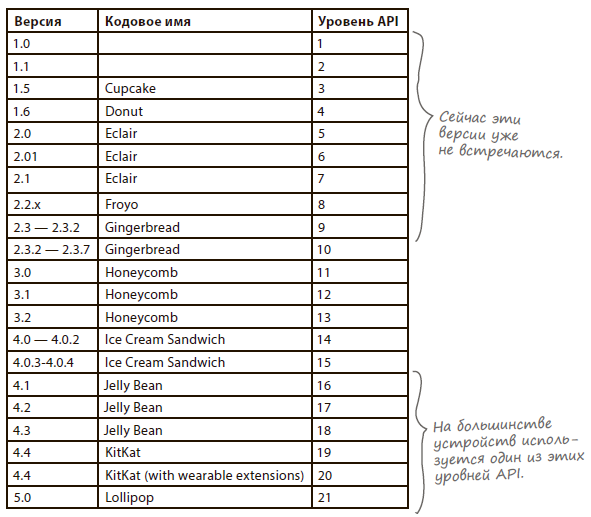 Версия Кодовое имя Уровень API
1.0 1
1.1 2
1.5 Cupcake 3
1.6 Donut 4
2.0 Eclair 5
2.01 Eclair 6
2.1 Eclair 7
2.2.x Froyo 8
2.3 — 2.3.2 Gingerbread 9
2.3.2 — 2.3.7 Gingerbread 10
3.0 Honeycomb 11
3.1 Honeycomb 12
3.2 Honeycomb 13
4.0 — 4.0.2 Ice Cream Sandwich 14
4.0.3-4.0.4 Ice Cream Sandwich 15
4.1 Jelly Bean 16
4.2 Jelly Bean 17
4.3 Jelly Bean 18
4.4 KitKat 19
4.4 KitKat (with wearable extensions) 20
5.0 Lollipop 21
Сейчас эти
версии уже
не встречаются.
На большинстве
устройств исполь-
зуется один из этих
уровней API.